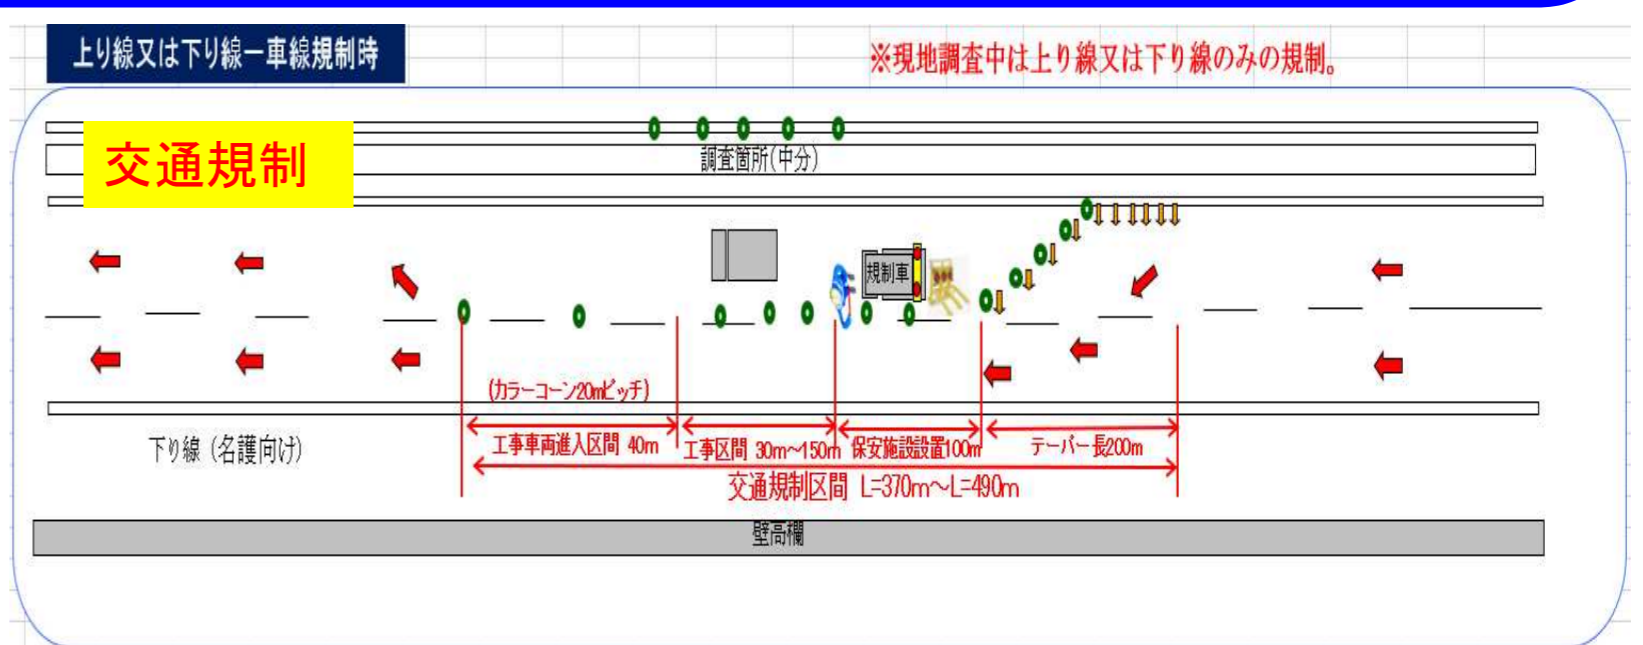 上り線又は下り線一車線規制時
※現地調査中は上り線又は下り線のみの規制。
交通規制
調査箇所(中分)
規制車
(カラーコーン20mピッチ)
工事車両進入区間 40m
工事区間 30m~150m
保安施設設置100m
テーパー長200m
下り線 (名護向け)
交通規制区間 L=370m~L=490m
壁高欄